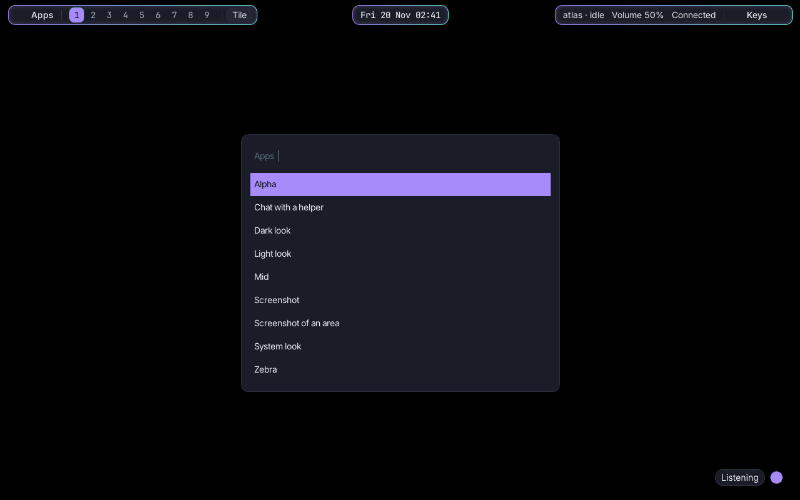 Apps 1 2 3 4 5 6 7 8 9 Tile
Fri 20 Nov 02:41
atlas · idle Volume 50% Connected Keys
Apps
Alpha
Chat with a helper
Dark look
Light look
Mid
Screenshot
Screenshot of an area
System look
Zebra
Listening